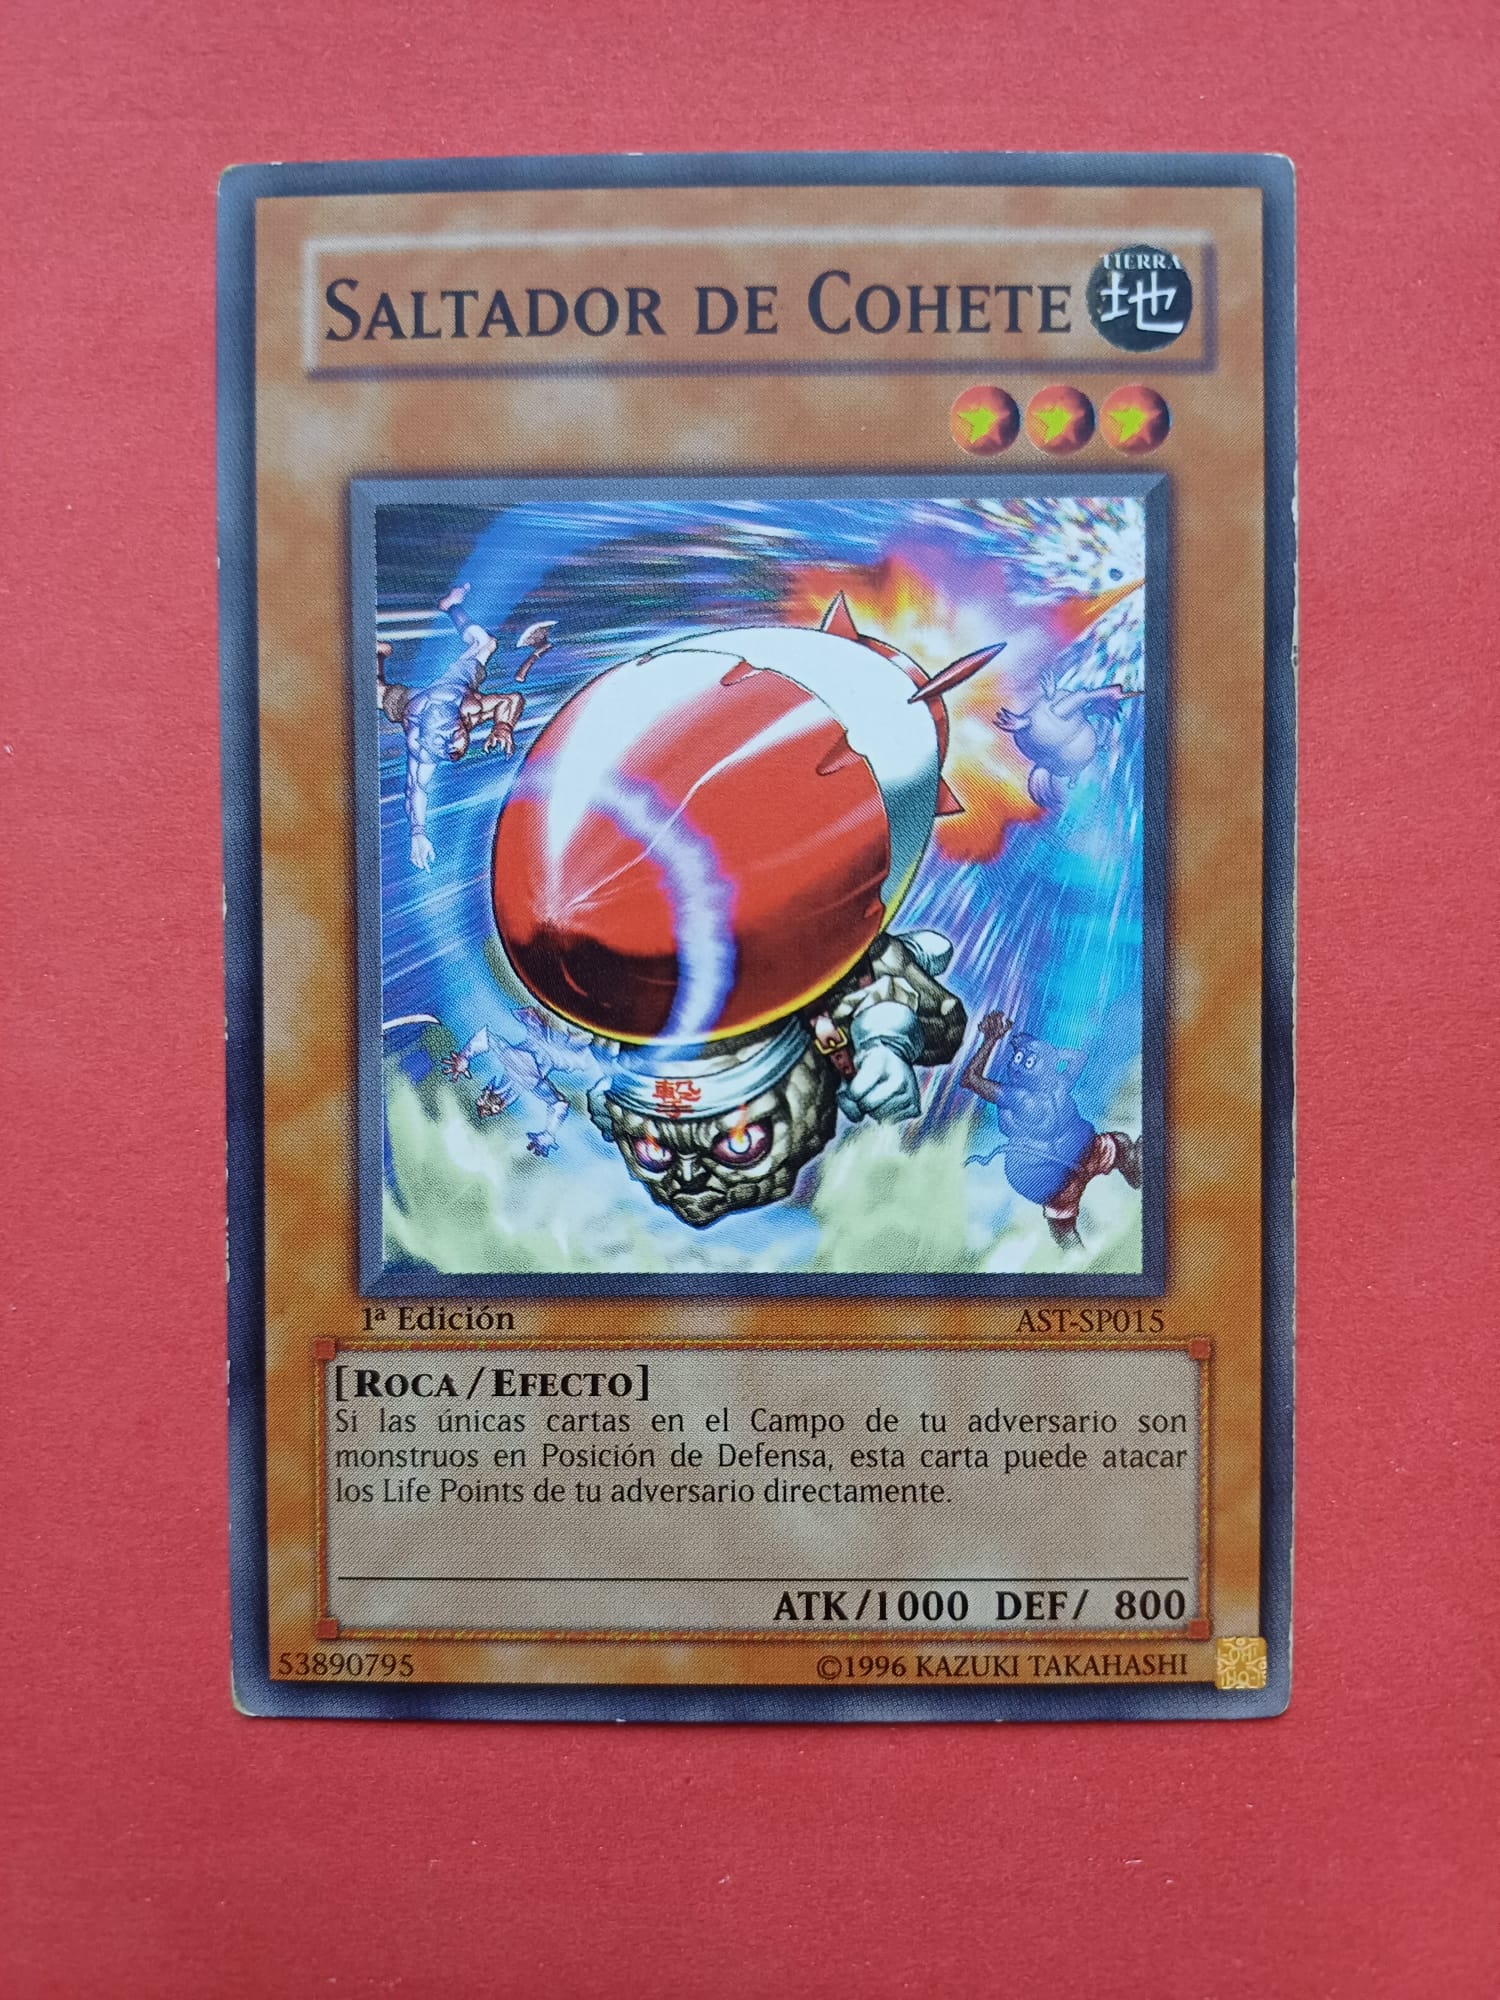 SALTADOR DE COHETE
TIERRA
地
撃
1ª Edición
AST-SP015
[ROCA/EFECTO]
Si las únicas cartas en el Campo de tu adversario son
monstruos en Posición de Defensa, esta carta puede atacar
los Life Points de tu adversario directamente.
ATK/1000 DEF/ 800
53890795
©1996 KAZUKI TAKAHASHI